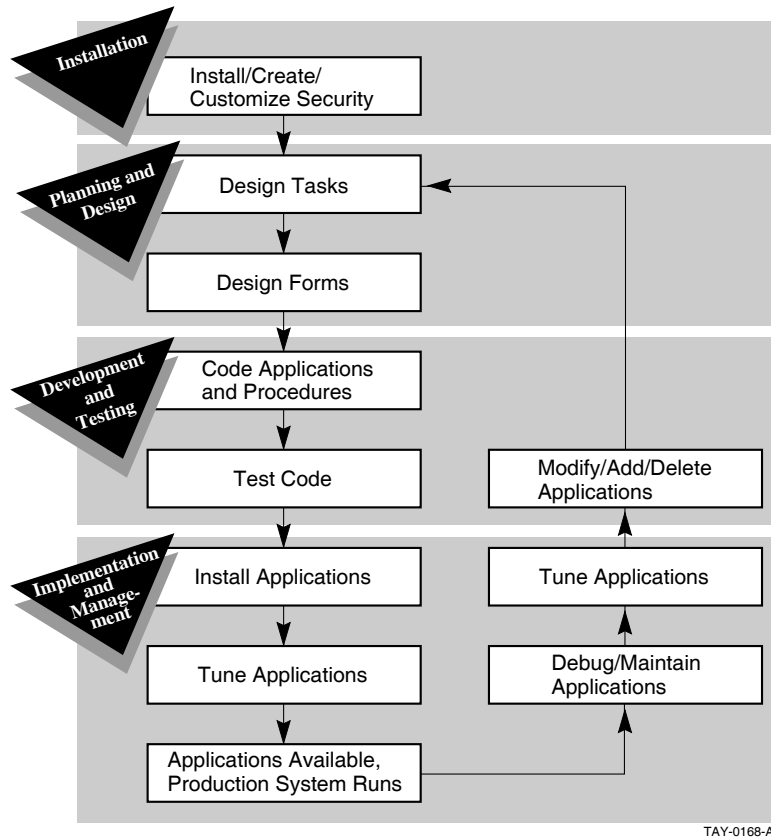 Installation
Install/Create/
Customize Security
Planning and
Design
Design Tasks
Design Forms
Development
and
Testing
Code Applications
and Procedures
Test Code
Modify/Add/Delete
Applications
Implementation
and
Manage-
ment
Install Applications
Tune Applications
Tune Applications
Debug/Maintain
Applications
Applications Available,
Production System Runs
TAY-0168-A